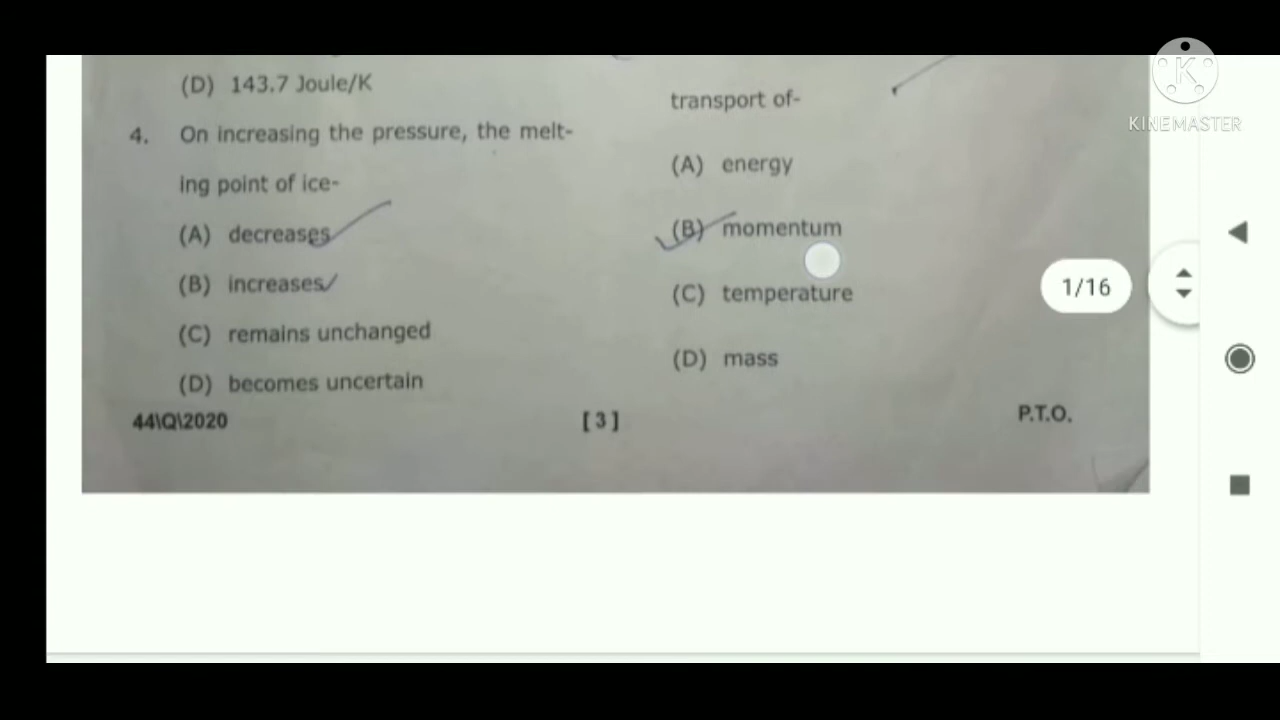 (D) 143.7 Joule/K
4. On increasing the pressure, the melt-
ing point of ice-
(A) decreases
(B) increases
(C) remains unchanged
(D) becomes uncertain
44\Q\2020
transport of-
(A) energy
(B) momentum
(C) temperature
(D) mass
[3]
P.T.O.
K
KINEMASTER
1/16